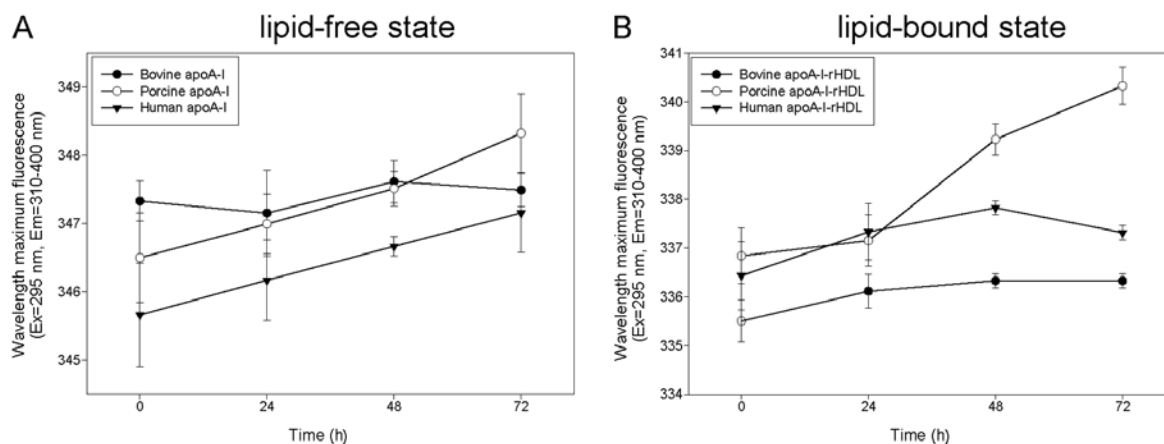 A
lipid-free state
Bovine apoA-I
Porcine apoA-I
Human apoA-I
349
348
347
346
345
Wavelength maximum fluorescence
(Ex=295 nm, Em=310-400 nm)
0
24
48
72
Time (h)
B
lipid-bound state
Bovine apoA-I-rHDL
Porcine apoA-I-rHDL
Human apoA-I-rHDL
341
340
339
338
337
336
335
334
Wavelength maximum fluorescence
(Ex=295 nm, Em=310-400 nm)
0
24
48
72
Time (h)